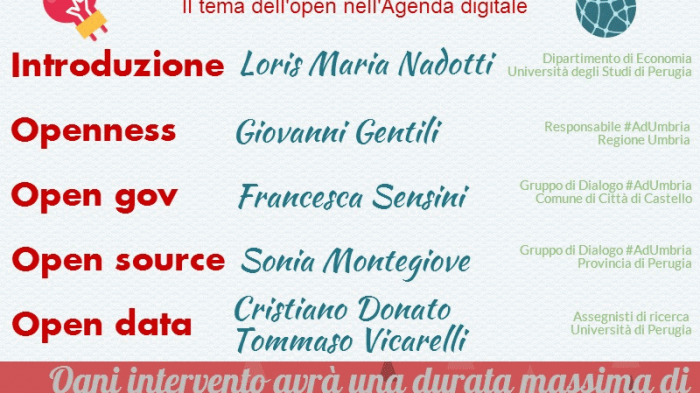 Il tema dell'open nell'Agenda digitale
Introduzione
Loris Maria Nadotti
Dipartimento di Economia
Università degli Studi di Perugia
Openness
Giovanni Gentili
Responsabile #AdUmbria
Regione Umbria
Open gov
Francesca Sensini
Gruppo di Dialogo #AdUmbria
Comune di Città di Castello
Open source
Sonia Montegiove
Gruppo di Dialogo #AdUmbria
Provincia di Perugia
Open data
Cristiano Donato
Tommaso Vicarelli
Assegnisti di ricerca
Università di Perugia
Ogni intervento avrà una durata massima di